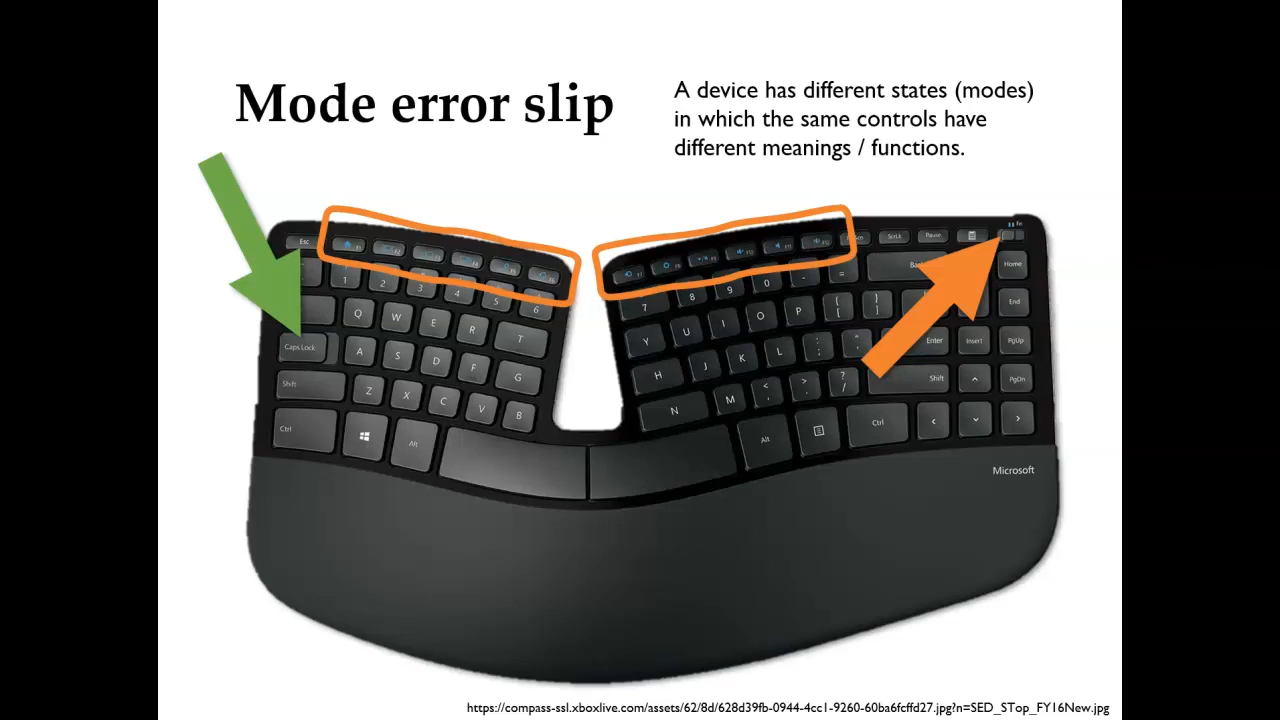 Mode error slip
A device has different states (modes)
in which the same controls have
different meanings / functions.
Esc
ScrLk Pause
Fn
1 2 3 4 5 6
7 8 9 0 - =
Home
Q W E R T
Y U I O P { [ } ]
End
Caps Lock A S D F G
H J K L : ; Enter Insert PgUp
Shift Z X C V B
N M < , > . ? / Shift ^ PgDn
Ctrl Alt
Alt Ctrl < >
Microsoft
https://compass-ssl.xboxlive.com/assets/62/8d/628d39fb-0944-4cc1-9260-60ba6fcffd27.jpg?n=SED_STop_FY16New.jpg